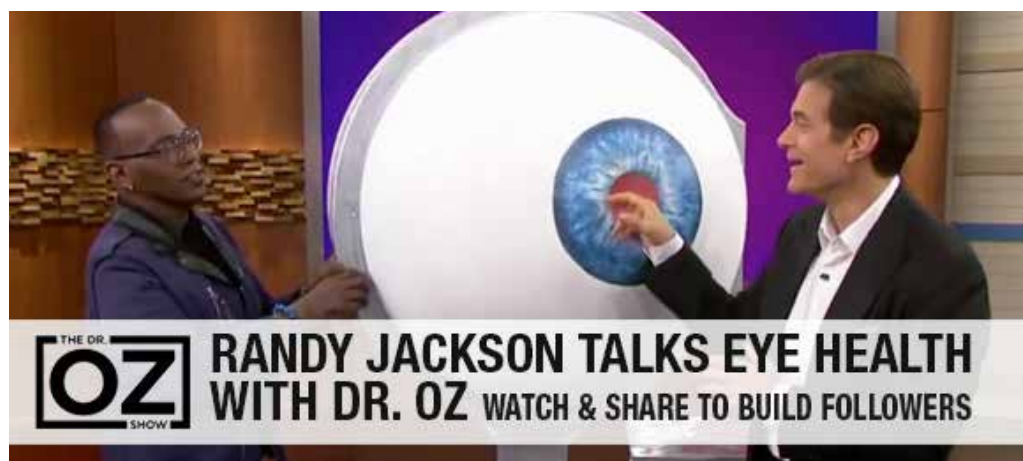 THE DR.
OZ
SHOW
RANDY JACKSON TALKS EYE HEALTH
WITH DR. OZ WATCH & SHARE TO BUILD FOLLOWERS